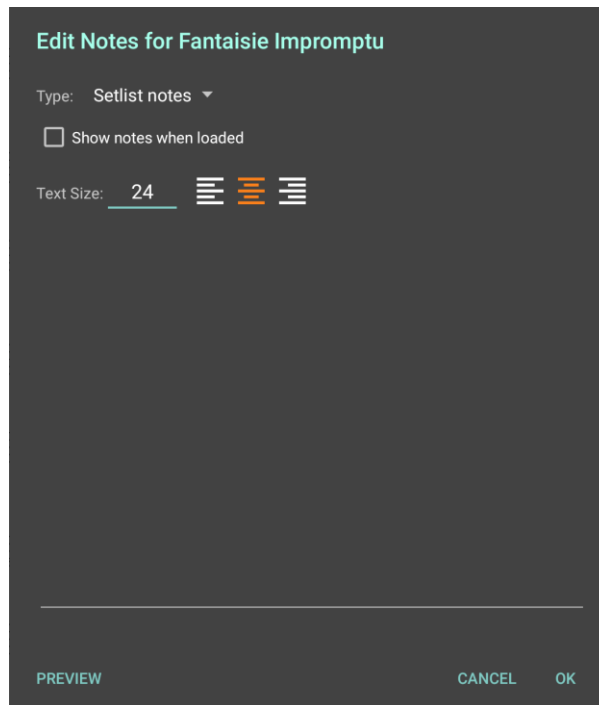 Edit Notes for Fantaisie Impromptu
Type: Setlist notes
Show notes when loaded
Text Size: 24
PREVIEW CANCEL OK